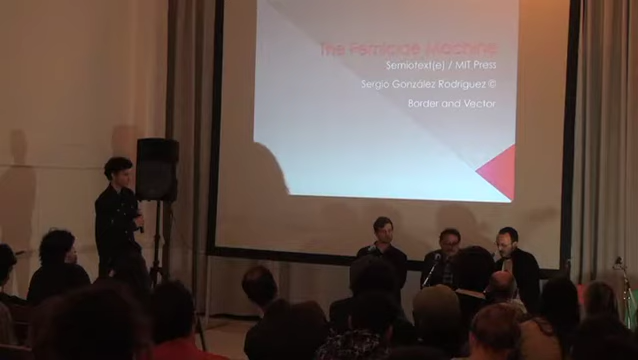 The Femicide Machine
Semiotext(e) / MIT Press
Sergio González Rodríguez ©
Border and Vector